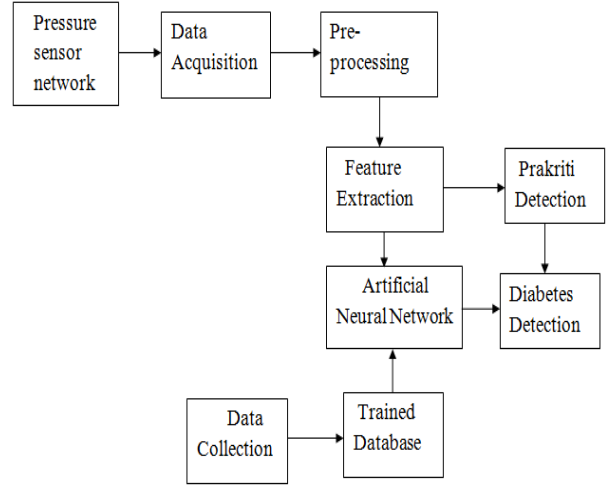 Pressure
sensor
network
Data
Acquisition
Pre-
processing
Feature
Extraction
Prakriti
Detection
Artificial
Neural Network
Diabetes
Detection
Data
Collection
Trained
Database